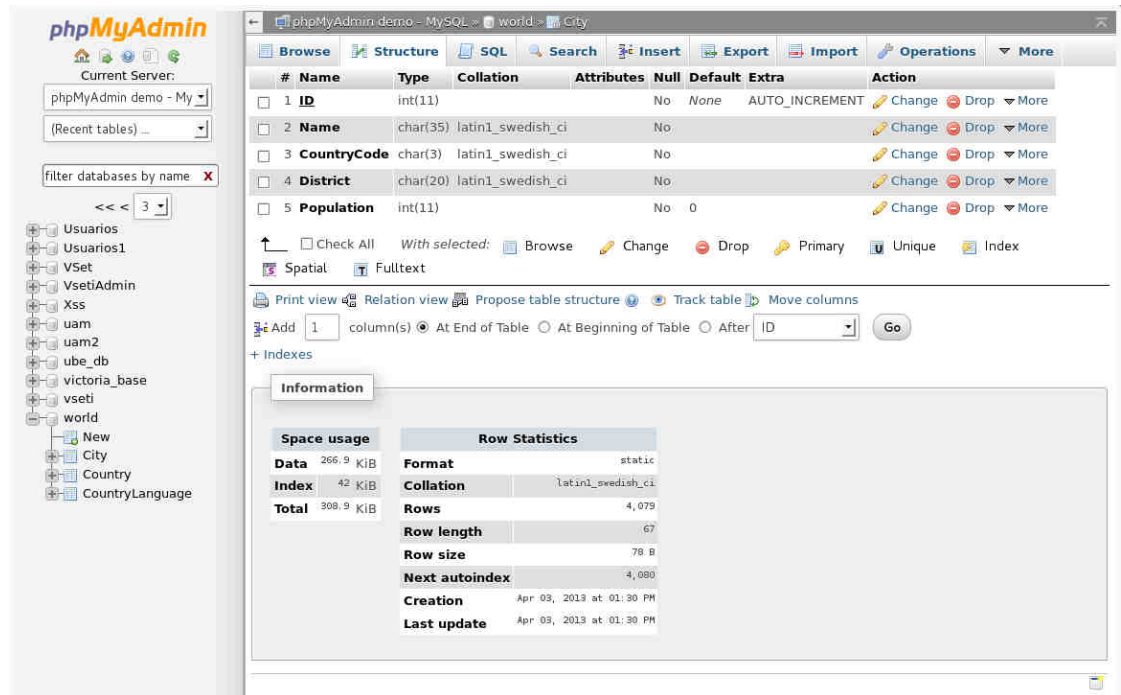 phpMyAdmin
Current Server:
phpMyAdmin demo - My
(Recent tables) ...
filter databases by name X
<< < 3
Usuarios
Usuarios1
VSet
VsetiAdmin
Xss
uam
uam2
ube_db
victoria_base
vseti
world
New
City
Country
CountryLanguage
phpMyAdmin demo - MySQL » world » City
Browse Structure SQL Search Insert Export Import Operations More
# Name Type Collation Attributes Null Default Extra Action
1 ID int(11) No None AUTO_INCREMENT Change Drop More
2 Name char(35) latin1_swedish_ci No Change Drop More
3 CountryCode char(3) latin1_swedish_ci No Change Drop More
4 District char(20) latin1_swedish_ci No Change Drop More
5 Population int(11) No 0 Change Drop More
Check All With selected: Browse Change Drop Primary Unique Index
Spatial Fulltext
Print view Relation view Propose table structure Track table Move columns
Add 1 column(s) At End of Table At Beginning of Table After ID Go
+ Indexes
Information
Space usage
Data 266.9 KiB
Index 42 KiB
Total 308.9 KiB
Row Statistics
Format static
Collation latin1_swedish_ci
Rows 4,079
Row length 67
Row size 78 B
Next autoindex 4,080
Creation Apr 03, 2013 at 01:30 PM
Last update Apr 03, 2013 at 01:30 PM